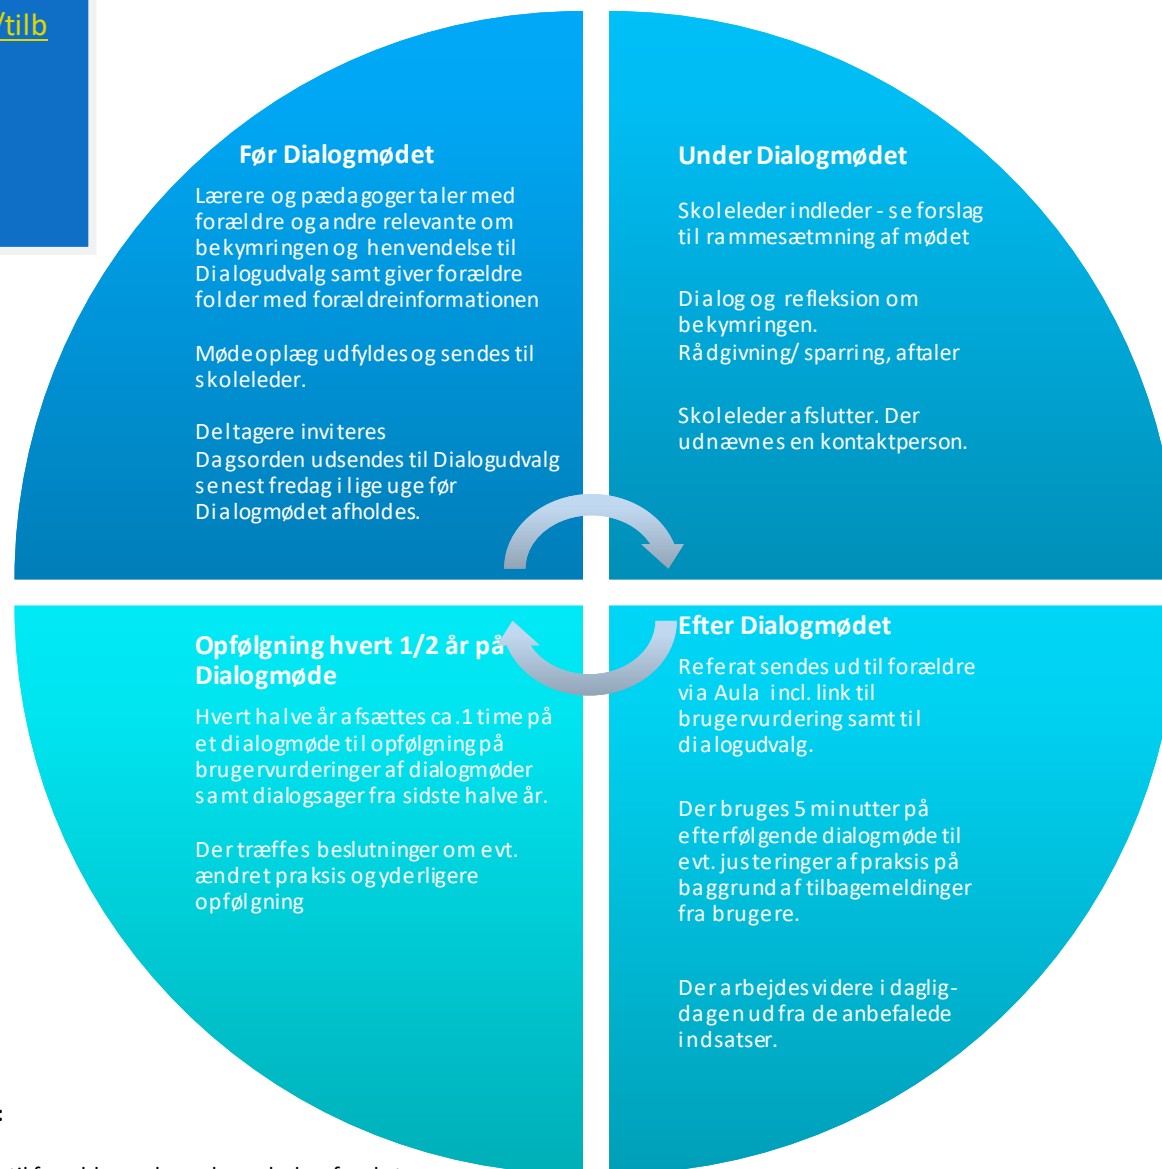 /tilb
Før Dialogmødet
Lærere og pædagoger taler med
forældre og andre relevante om
bekymringen og henvendelse til
Dialogudvalg samt giver forældre
folder med forældreinformationen
Mødeoplæg udfyldes og sendes til
skoleleder.
Deltagere inviteres
Dagsorden udsendes til Dialogudvalg
senest fredag i lige uge før
Dialogmødet afholdes.
Under Dialogmødet
Skoleleder indleder - se forslag
til rammesætmning af mødet
Dialog og refleksion om
bekymringen.
Rådgivning/ sparring, aftaler
Skoleleder afslutter. Der
udnævnes en kontaktperson.
Efter Dialogmødet
Referat sendes ud til forældre
via Aula incl. link til
brugervurdering samt til
dialogudvalg.
Der bruges 5 minutter på
efterfølgende dialogmøde til
evt. justeringer af praksis på
baggrund af tilbagemeldinger
fra brugere.
Der arbejdes videre i daglig-
dagen ud fra de anbefalede
indsatser.
Opfølgning hvert 1/2 år på
Dialogmøde
Hvert halve år afsættes ca.1 time på
et dialogmøde til opfølgning på
brugervurderinger af dialogmøder
samt dialogsager fra sidste halve år.
Der træffes beslutninger om evt.
ændret praksis og yderligere
opfølgning
: